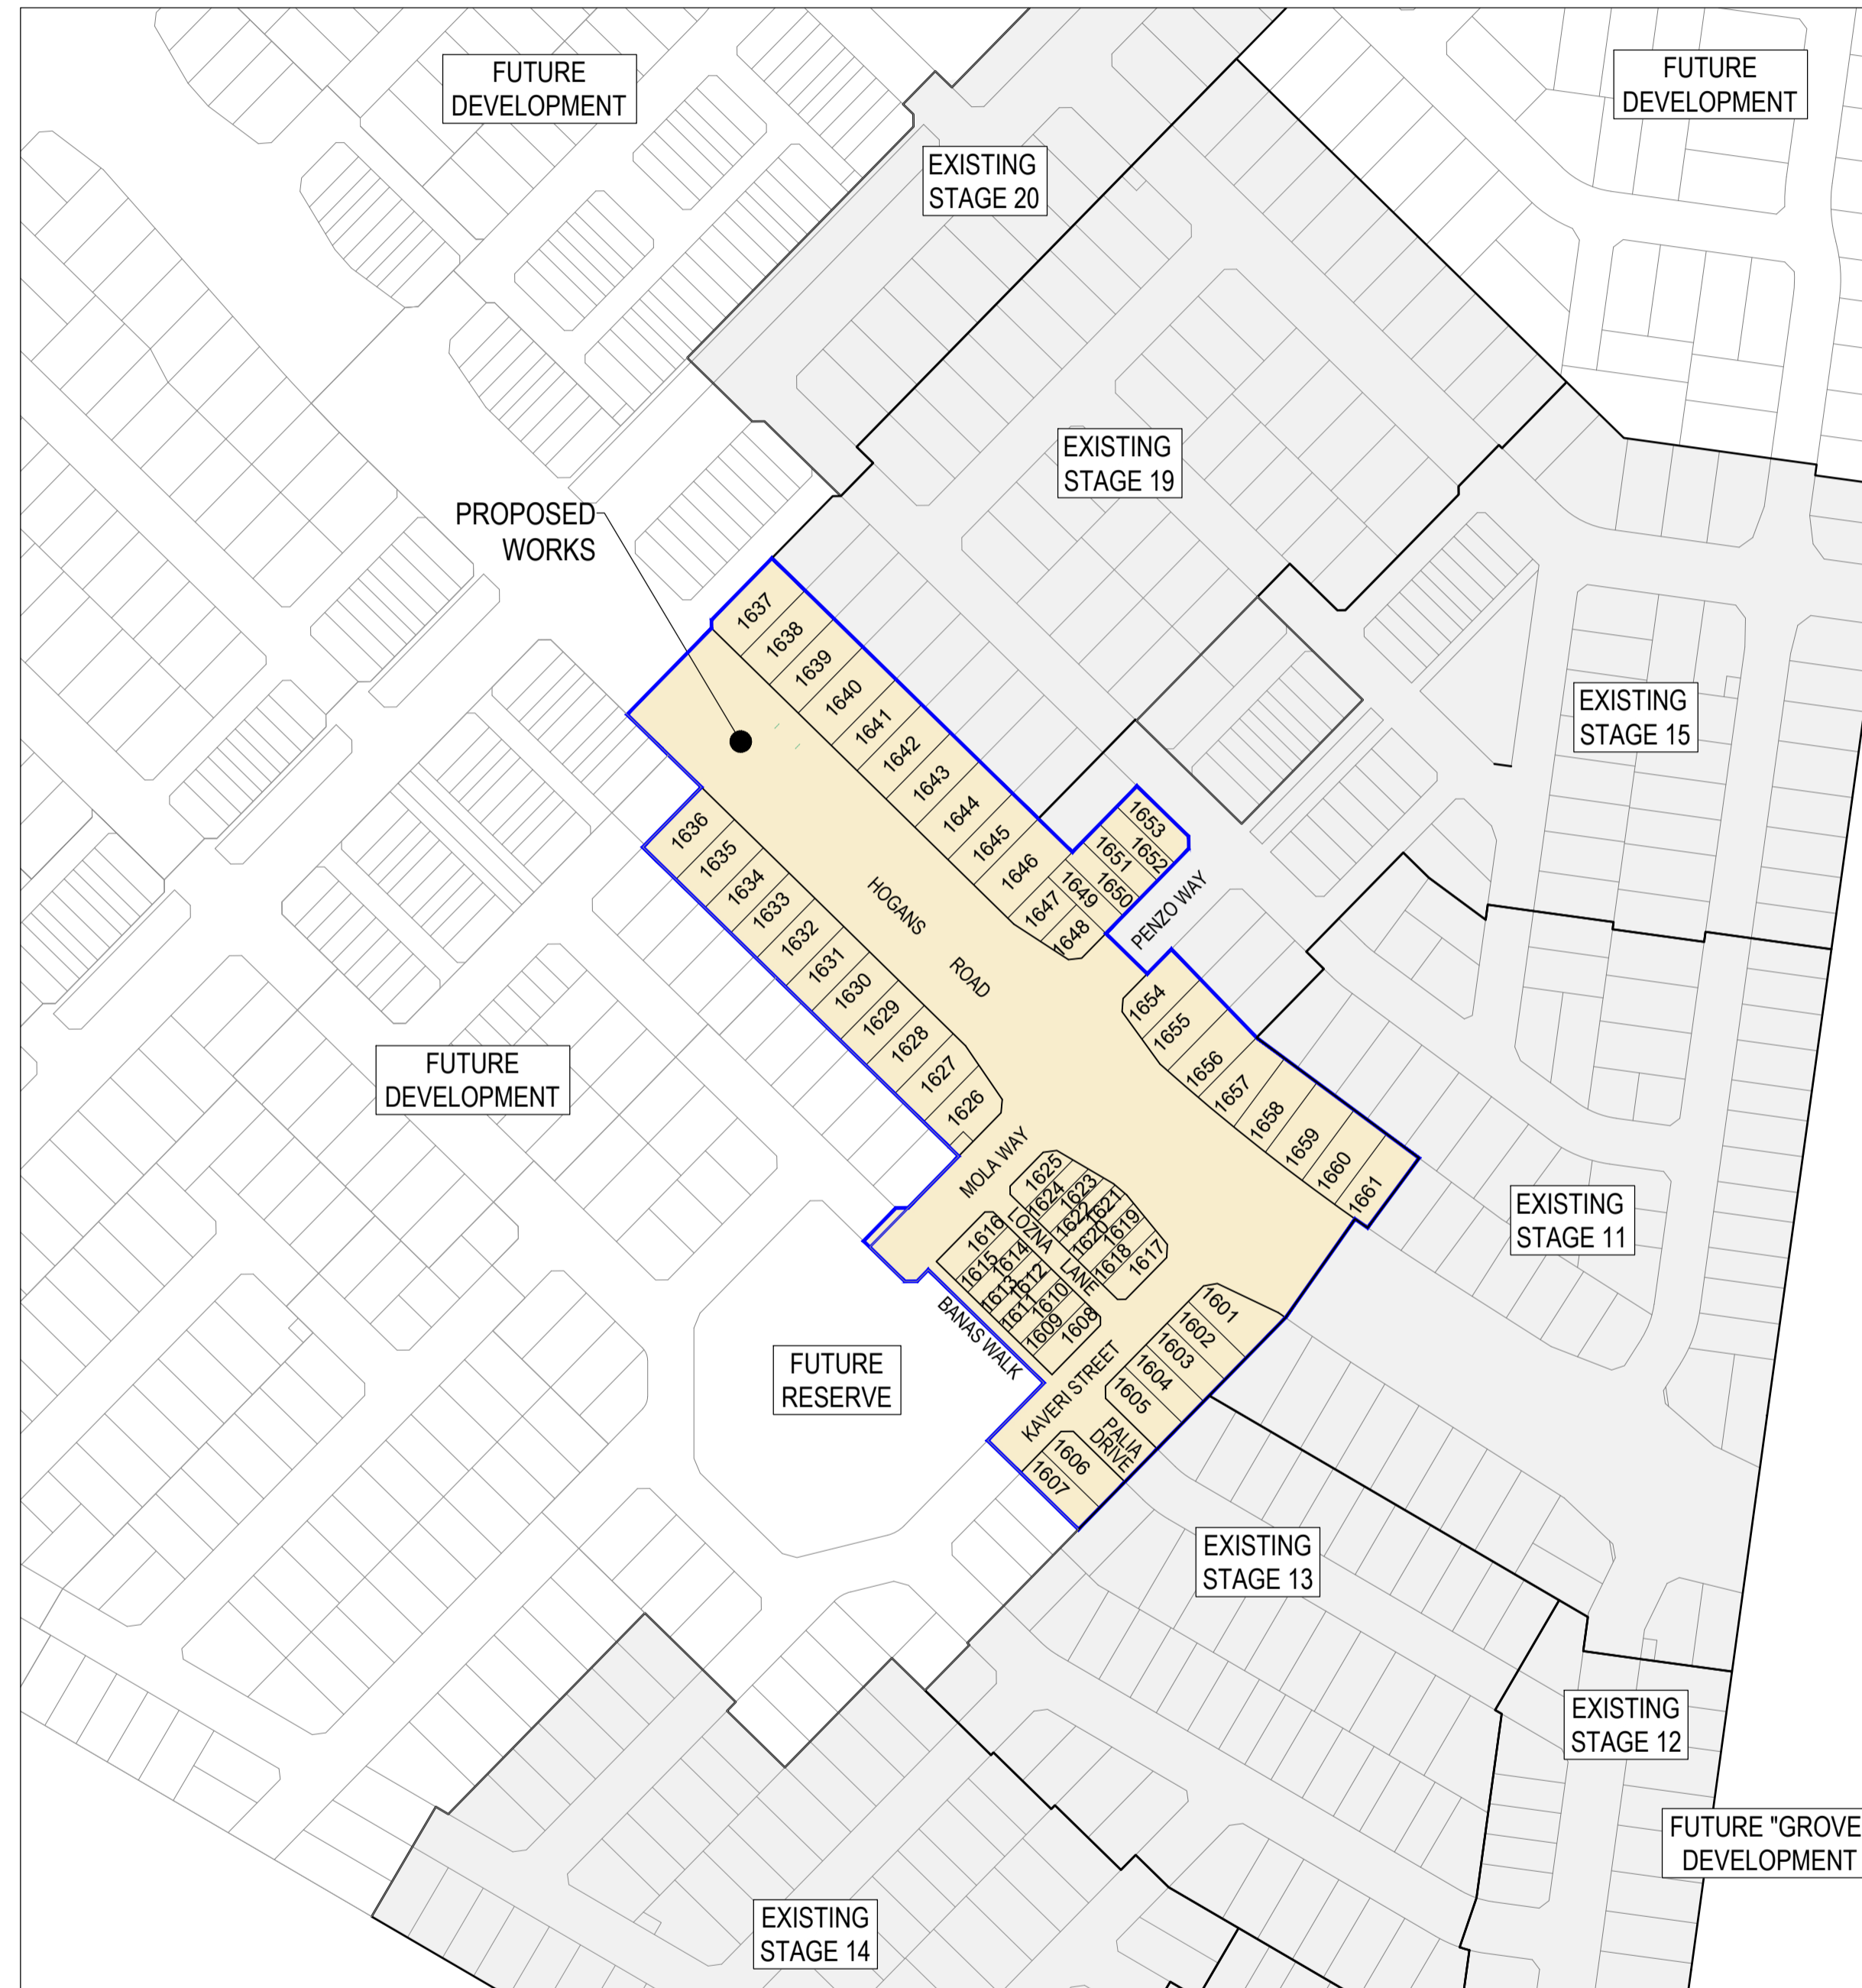 FUTURE
DEVELOPMENT
FUTURE
DEVELOPMENT
EXISTING
STAGE 20
EXISTING
STAGE 19
PROPOSED
WORKS
EXISTING
STAGE 15
1637
1638
1639
1640
1641
1642
1643
1644
1645
1646
1647
1648
1649
1650
1651
1652
1653
PENZO WAY
HOGANS
ROAD
1636
1635
1634
1633
1632
1631
1630
1629
1628
1627
1626
1654
1655
1656
1657
1658
1659
1660
1661
FUTURE
DEVELOPMENT
MOLA WAY
1625
1624
1623
1622
1621
1620
1619
1618
1617
LOZNA
LANE
1616
1615
1614
1613
1612
1611
1610
1609
1608
BANAS WALK
EXISTING
STAGE 11
1601
1602
1603
1604
1605
KAVERI STREET
PALIA
DRIVE
1606
1607
FUTURE
RESERVE
EXISTING
STAGE 13
EXISTING
STAGE 12
FUTURE "GROVE
DEVELOPMENT
EXISTING
STAGE 14